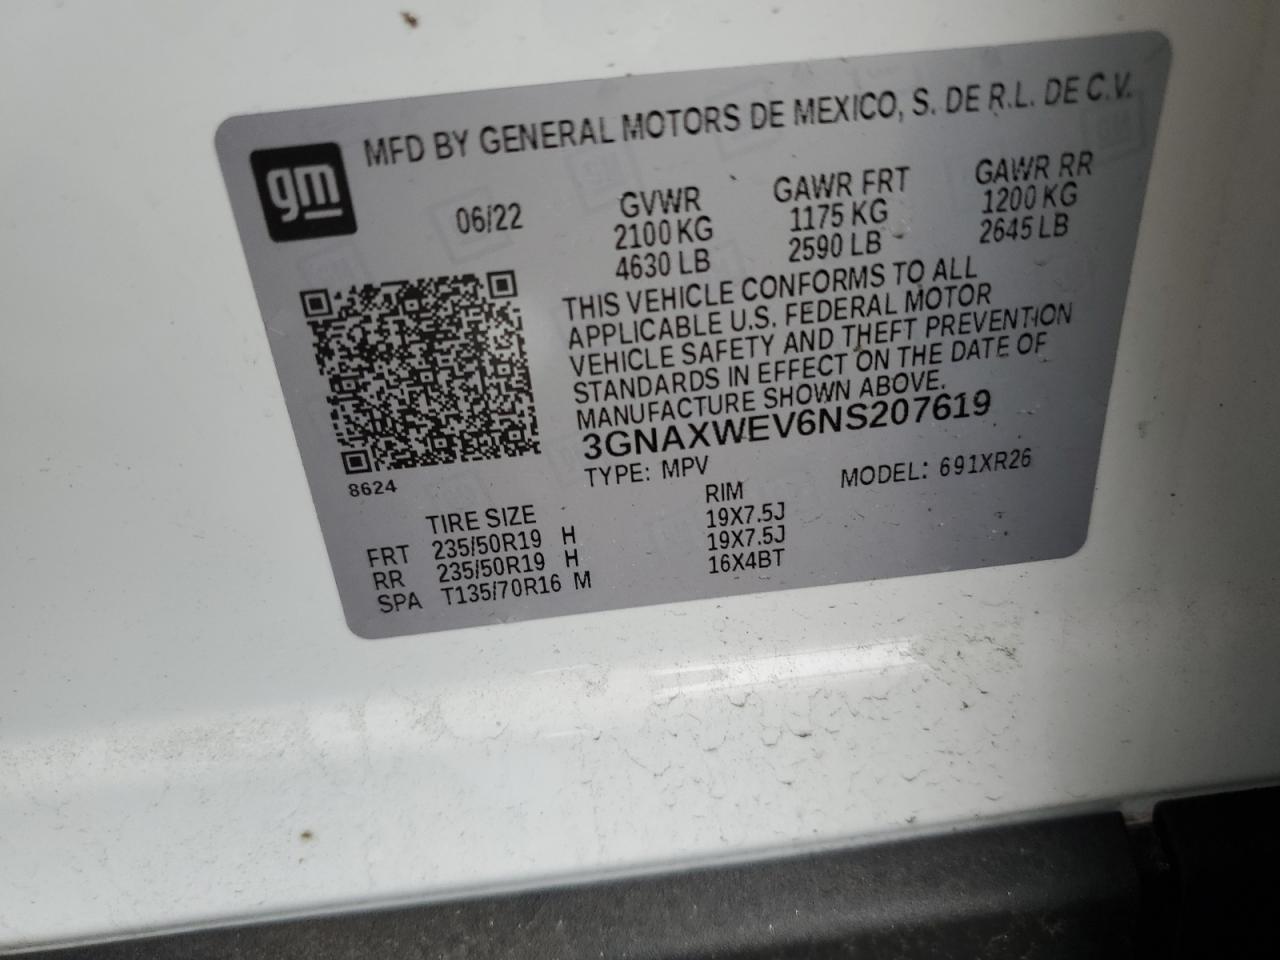 gm
MFD BY GENERAL MOTORS DE MEXICO, S. DE R.L. DE C.V.
06/22
GVWR GAWR FRT GAWR RR
2100 KG 1175 KG 1200 KG
4630 LB 2590 LB 2645 LB
THIS VEHICLE CONFORMS TO ALL
APPLICABLE U.S. FEDERAL MOTOR
VEHICLE SAFETY AND THEFT PREVENTION
STANDARDS IN EFFECT ON THE DATE OF
MANUFACTURE SHOWN ABOVE.
3GNAXWEV6NS207619
TYPE: MPV MODEL: 691XR26
8624
TIRE SIZE RIM
FRT 235/50R19 H 19X7.5J
RR 235/50R19 H 19X7.5J
SPA T135/70R16 M 16X4BT